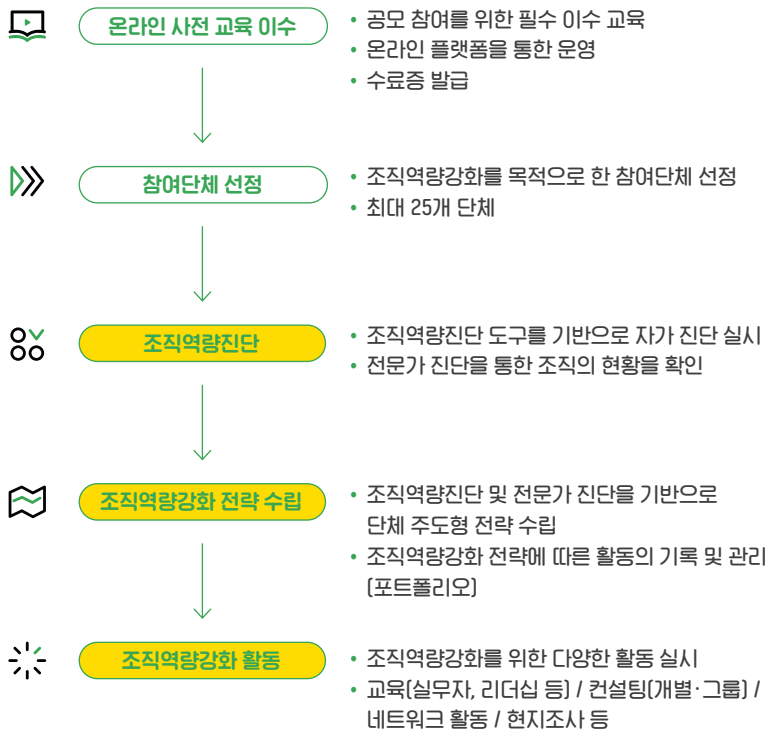 온라인 사전 교육 이수
• 공모 참여를 위한 필수 이수 교육
• 온라인 플랫폼을 통한 운영
• 수료증 발급
참여단체 선정
• 조직역량강화를 목적으로 한 참여단체 선정
• 최대 25개 단체
조직역량진단
• 조직역량진단 도구를 기반으로 자가 진단 실시
• 전문가 진단을 통한 조직의 현황을 확인
조직역량강화 전략 수립
• 조직역량진단 및 전문가 진단을 기반으로
단체 주도형 전략 수립
• 조직역량강화 전략에 따른 활동의 기록 및 관리
(포트폴리오)
조직역량강화 활동
• 조직역량강화를 위한 다양한 활동 실시
• 교육(실무자, 리더십 등) / 컨설팅(개별·그룹) /
네트워크 활동 / 현지조사 등